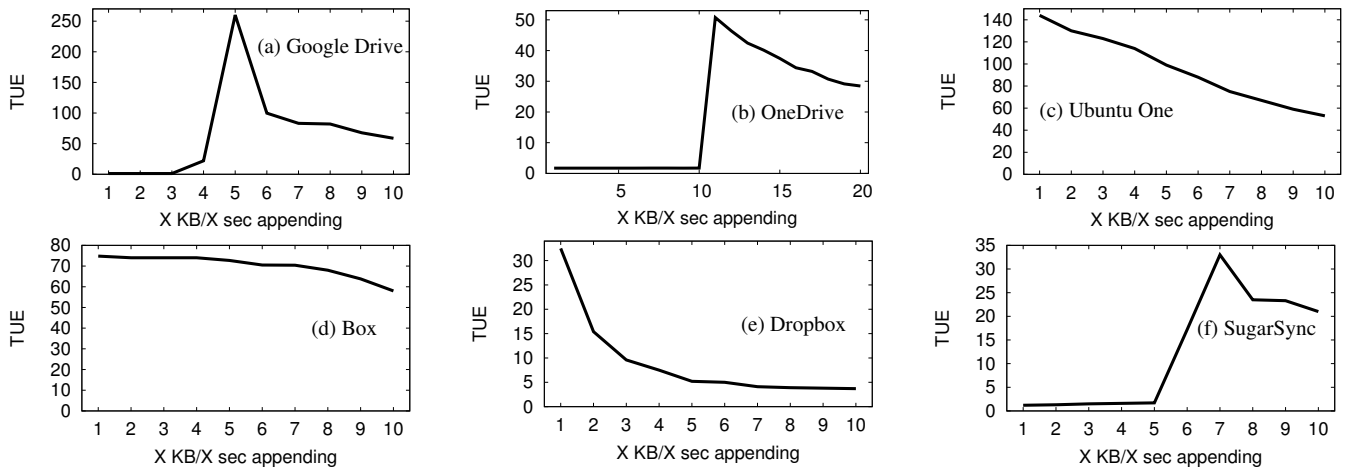 250
200
150
100
50
0
TUE
(a) Google Drive
1 2 3 4 5 6 7 8 9 10
X KB/X sec appending
50
40
30
20
10
0
TUE
(b) OneDrive
5 10 15 20
X KB/X sec appending
140
120
100
80
60
40
20
0
TUE
(c) Ubuntu One
1 2 3 4 5 6 7 8 9 10
X KB/X sec appending
80
70
60
50
40
30
20
10
0
TUE
(d) Box
1 2 3 4 5 6 7 8 9 10
X KB/X sec appending
30
25
20
15
10
5
0
TUE
(e) Dropbox
1 2 3 4 5 6 7 8 9 10
X KB/X sec appending
35
30
25
20
15
10
5
0
TUE
(f) SugarSync
1 2 3 4 5 6 7 8 9 10
X KB/X sec appending